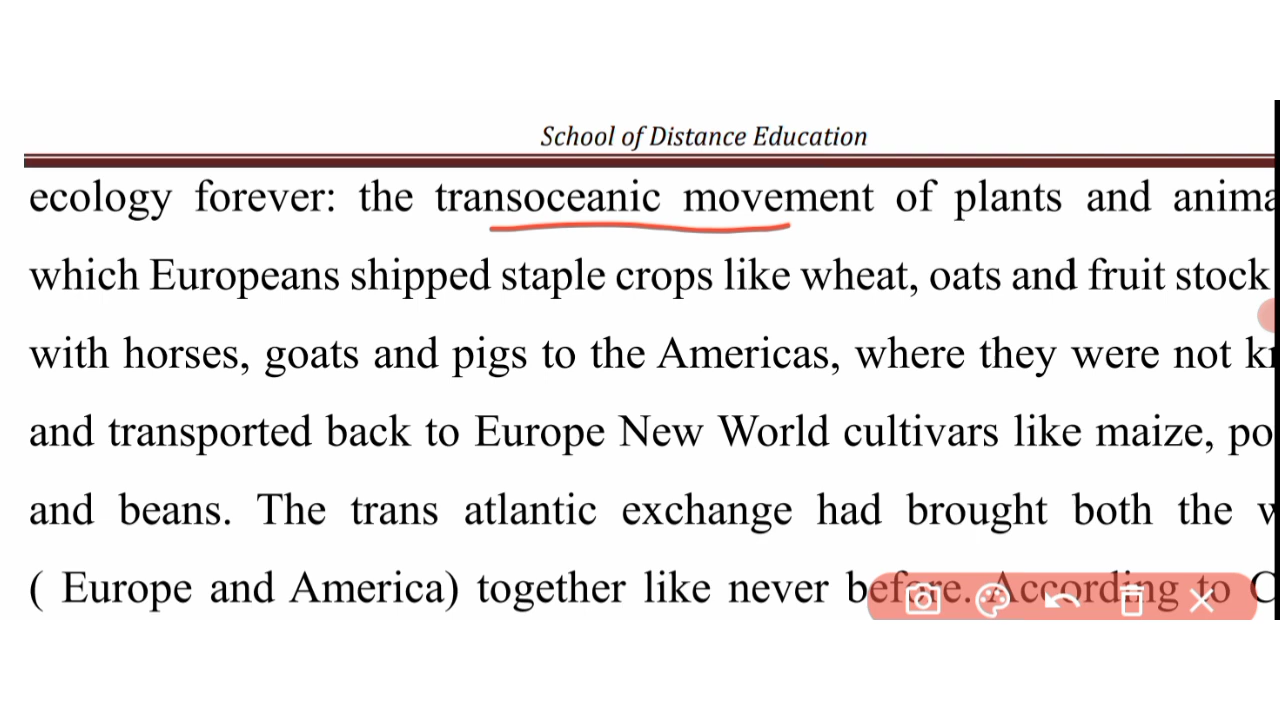 School of Distance Education
ecology forever: the transoceanic movement of plants and
which Europeans shipped staple crops like wheat, oats and fruit stock
with horses, goats and pigs to the Americas, where they were not
and transported back to Europe New World cultivars like maize,
and beans. The trans atlantic exchange had brought both the
( Europe and America) together like never before. According to